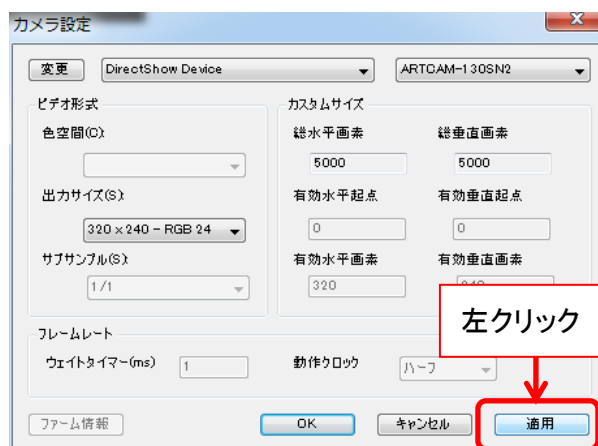 カメラ設定
変更 DirectShow Device ARTCAM-130SN2
ビデオ形式 カスタムサイズ
色空間(C): 総水平画素 総垂直画素
5000 5000
出力サイズ(S): 有効水平起点 有効垂直起点
320 x 240 - RGB 24 0 0
サブサンプル(S): 有効水平画素 有効垂直画素
1/1 320
左クリック
フレームレート
ウェイトタイマー(ms) 1 動作クロック ハーフ
ファーム情報 OK キャンセル 適用